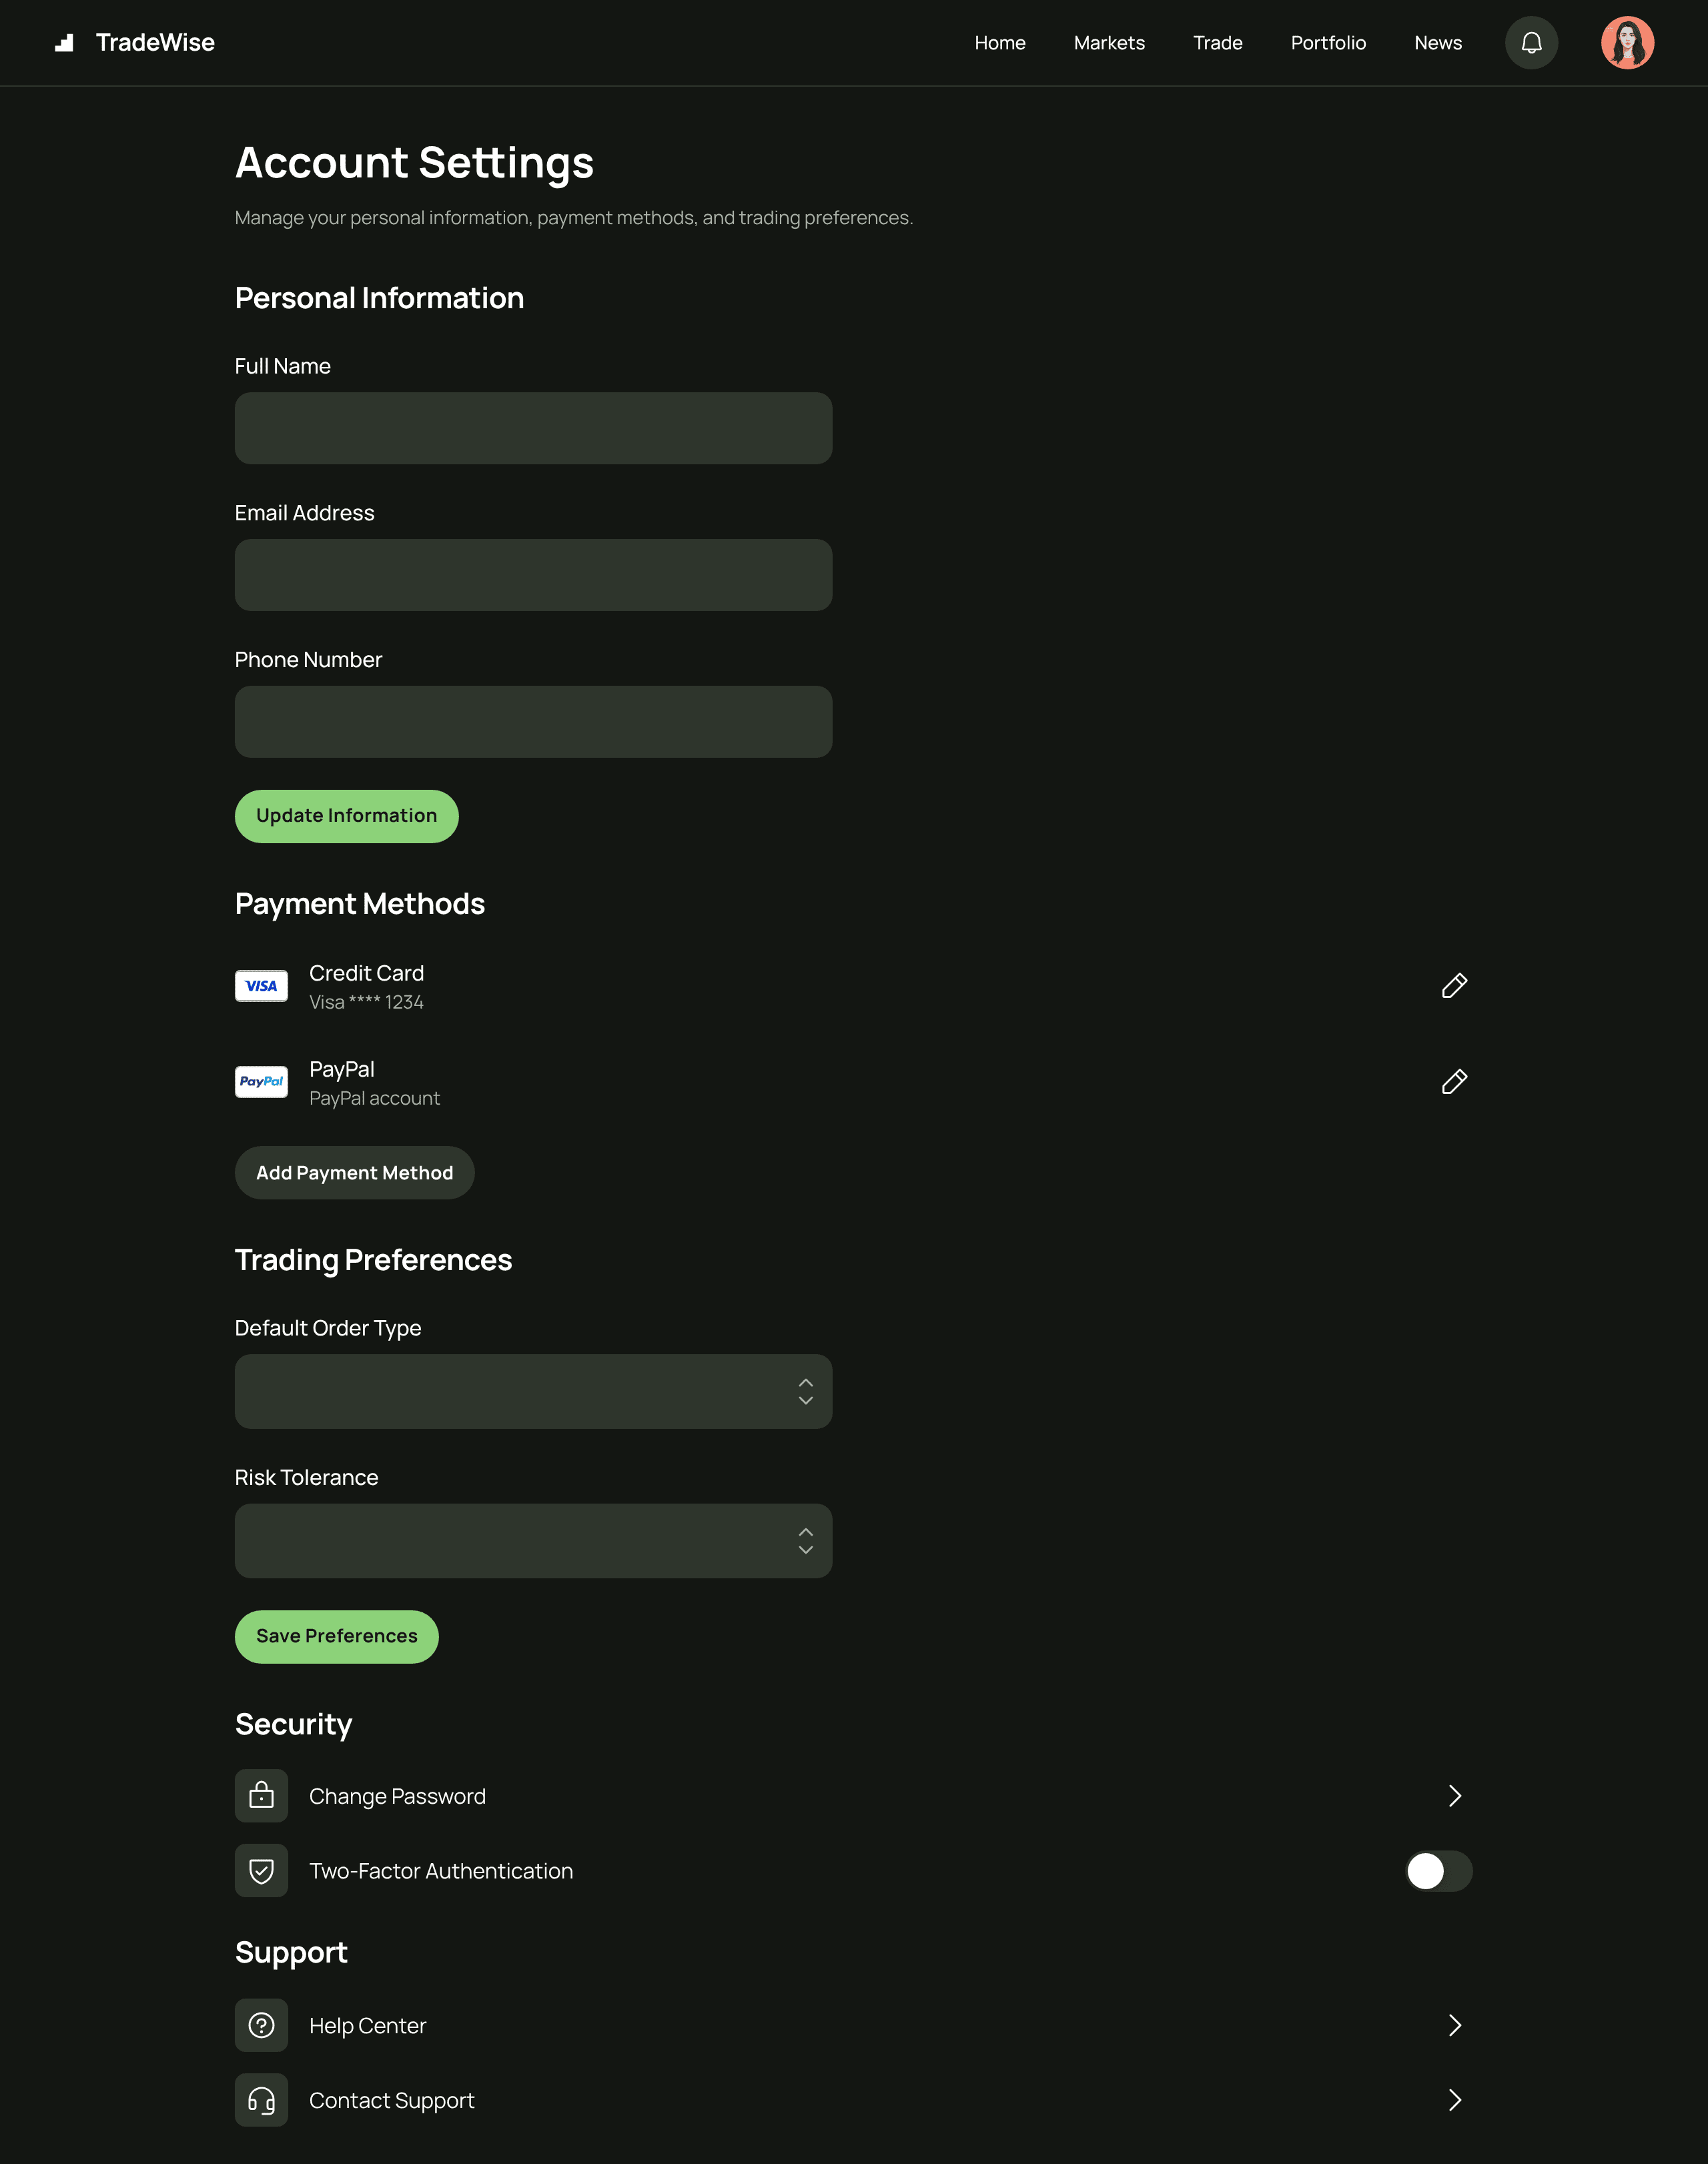 TradeWise
Home Markets Trade Portfolio News
Account Settings
Manage your personal information, payment methods, and trading preferences.
Personal Information
Full Name
Email Address
Phone Number
Update Information
Payment Methods
VISA
Credit Card
Visa **** 1234
PayPal
PayPal
PayPal account
Add Payment Method
Trading Preferences
Default Order Type
Risk Tolerance
Save Preferences
Security
Change Password
Two-Factor Authentication
Support
Help Center
Contact Support